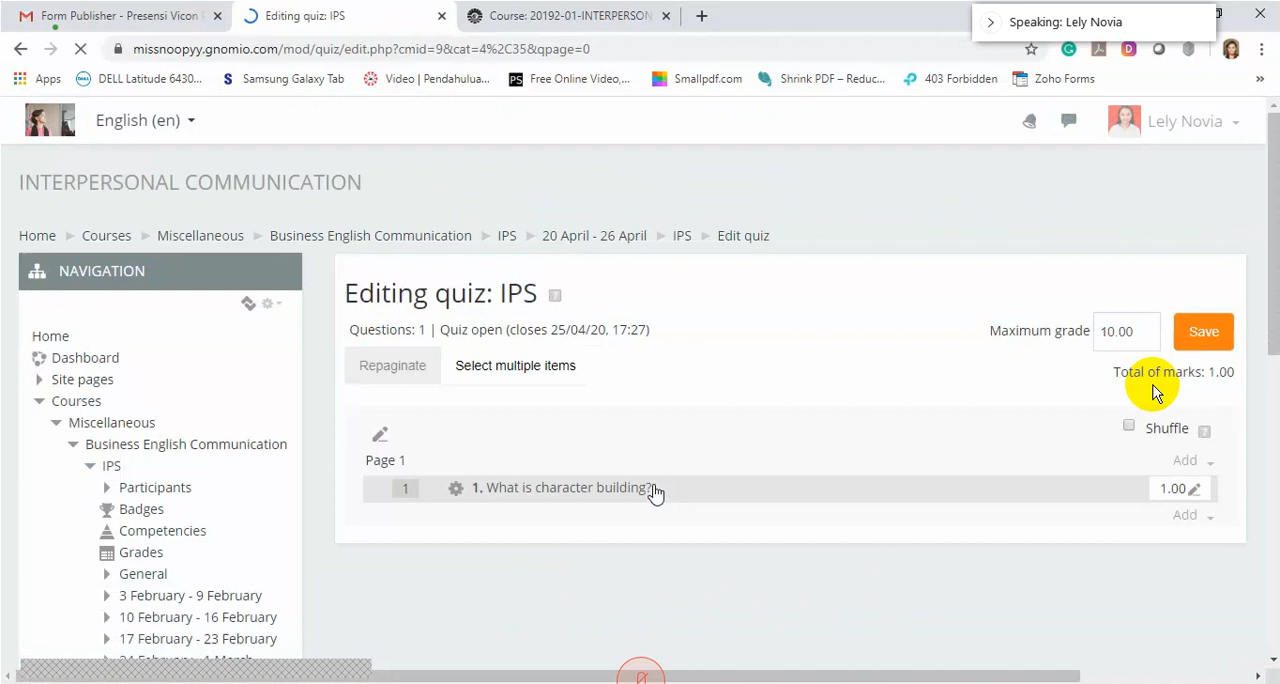 Form Publisher - Presensi Vicon
Editing quiz: IPS
Course: 20192-01-INTERPERSON
Speaking: Lely Novia
missnoopyy.gnomio.com/mod/quiz/edit.php?cmid=9&cat=4%2C35&qpage=0
Apps
DELL Latitude 6430...
Samsung Galaxy Tab
Video | Pendahulua...
Free Online Video,...
Smallpdf.com
Shrink PDF – Reduc...
403 Forbidden
Zoho Forms
»
English (en)
Lely Novia
INTERPERSONAL COMMUNICATION
Home Courses Miscellaneous Business English Communication IPS 20 April - 26 April IPS Edit quiz
NAVIGATION
Home
Dashboard
Site pages
Courses
Miscellaneous
Business English Communication
IPS
Participants
Badges
Competencies
Grades
General
3 February - 9 February
10 February - 16 February
17 February - 23 February
Editing quiz: IPS
Questions: 1 | Quiz open (closes 25/04/20, 17:27)
Maximum grade 10.00 Save
Repaginate
Select multiple items
Total of marks: 1.00
Shuffle
Page 1
Add
1
1. What is character building?
1.00
Add